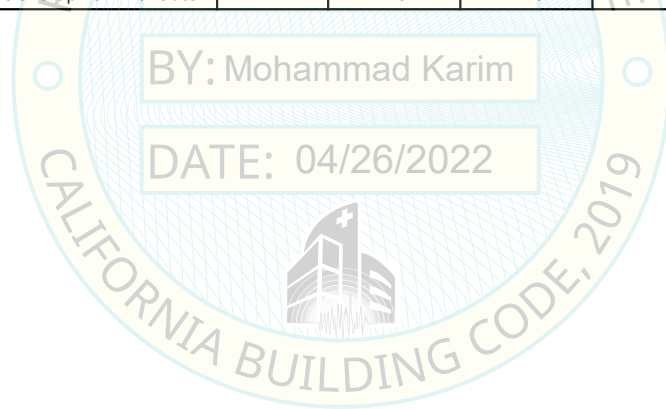 BY: Mohammad Karim
DATE: 04/26/2022
CALIFORNIA BUILDING CODE, 2019